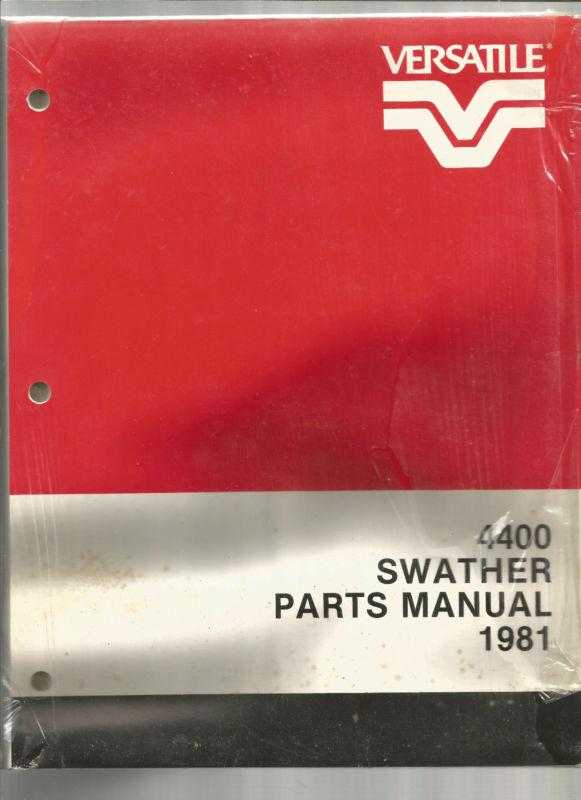 VERSATILE*
4400
SWATHER
PARTS MANUAL
1981